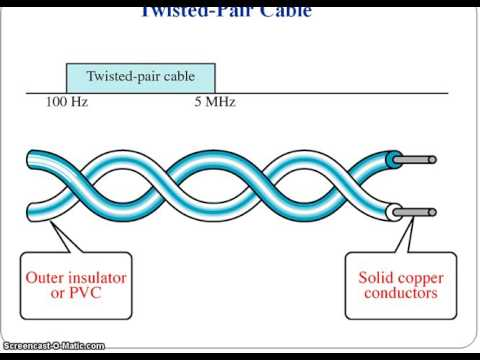 Twisted-Pair Cable
Twisted-pair cable
100 Hz
5 MHz
Outer insulator
or PVC
Solid copper
conductors
Screencast-O-Matic.com